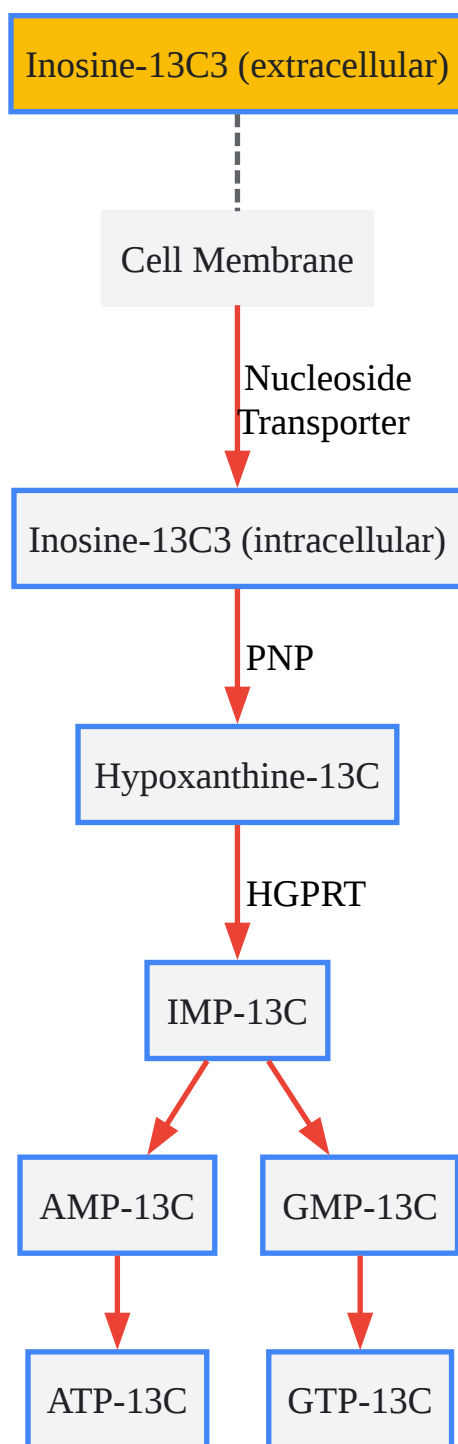 Inosine-13C3 (extracellular)
Cell Membrane
Nucleoside
Transporter
Inosine-13C3 (intracellular)
PNP
Hypoxanthine-13C
HGPRT
IMP-13C
AMP-13C
GMP-13C
ATP-13C
GTP-13C